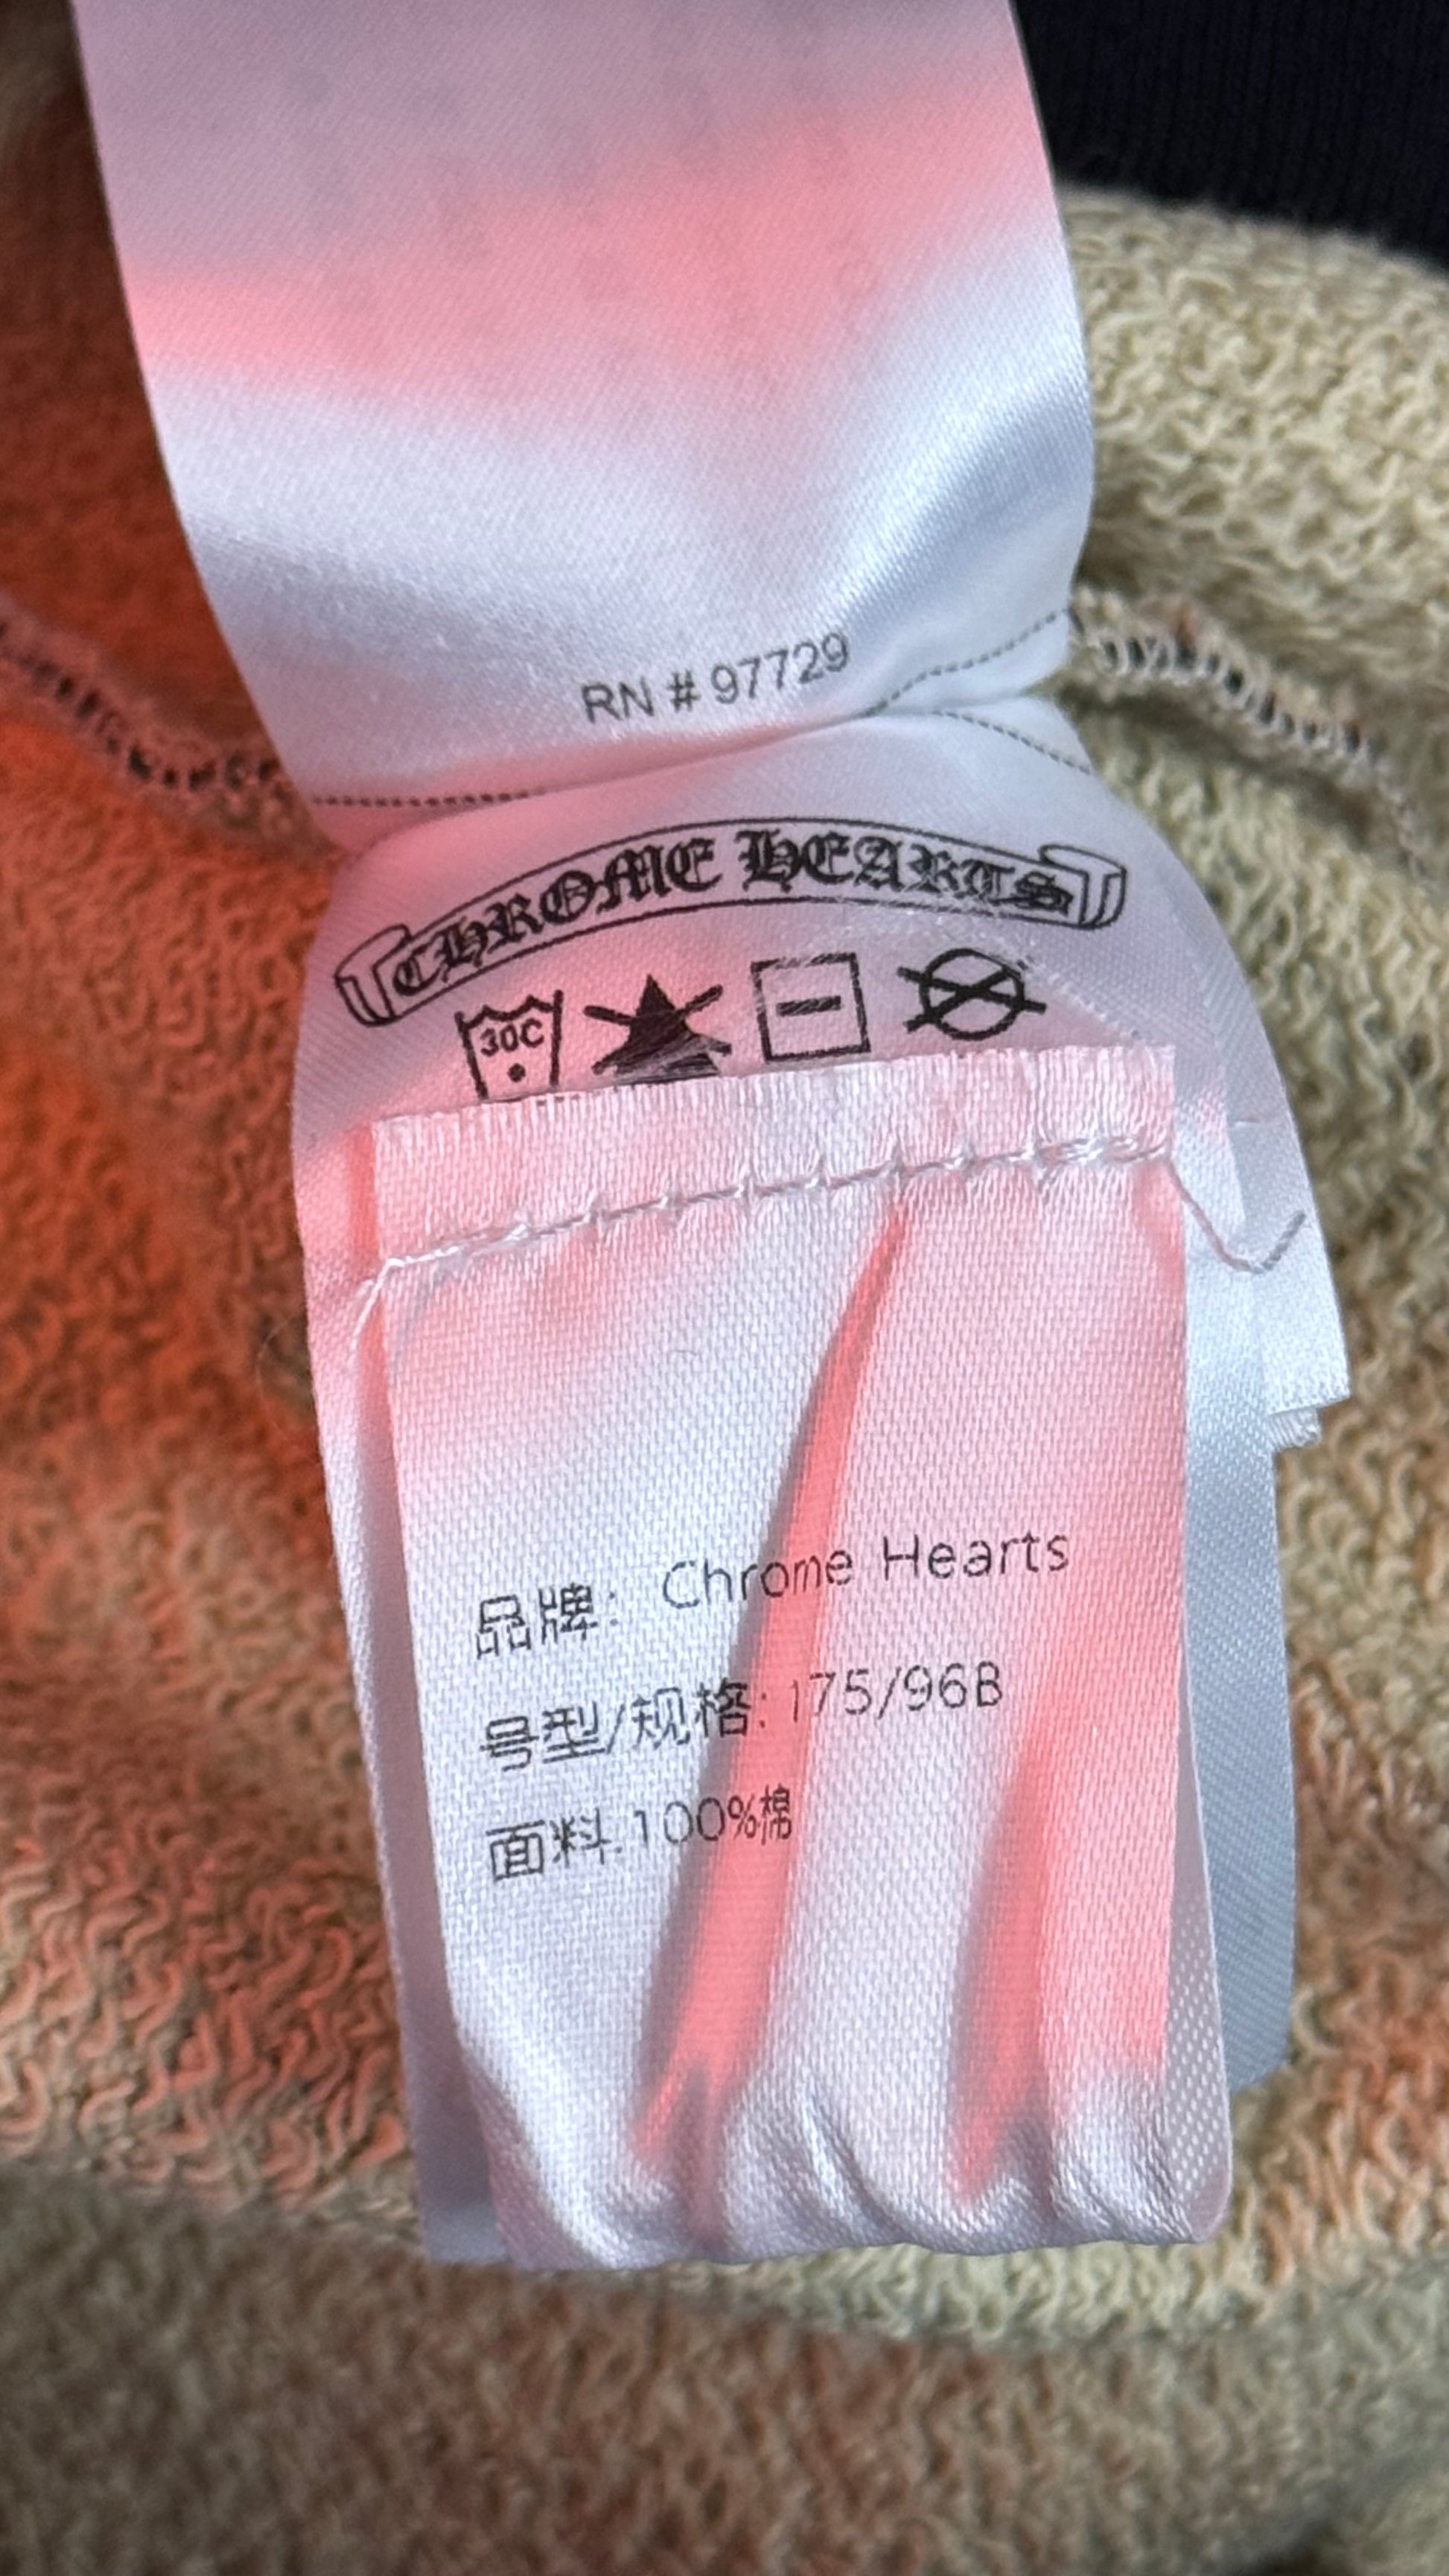 RN # 97729
CHROME HEARTS
30C
品牌: Chrome Hearts
号型/规格: 175/96B
面料: 100%棉